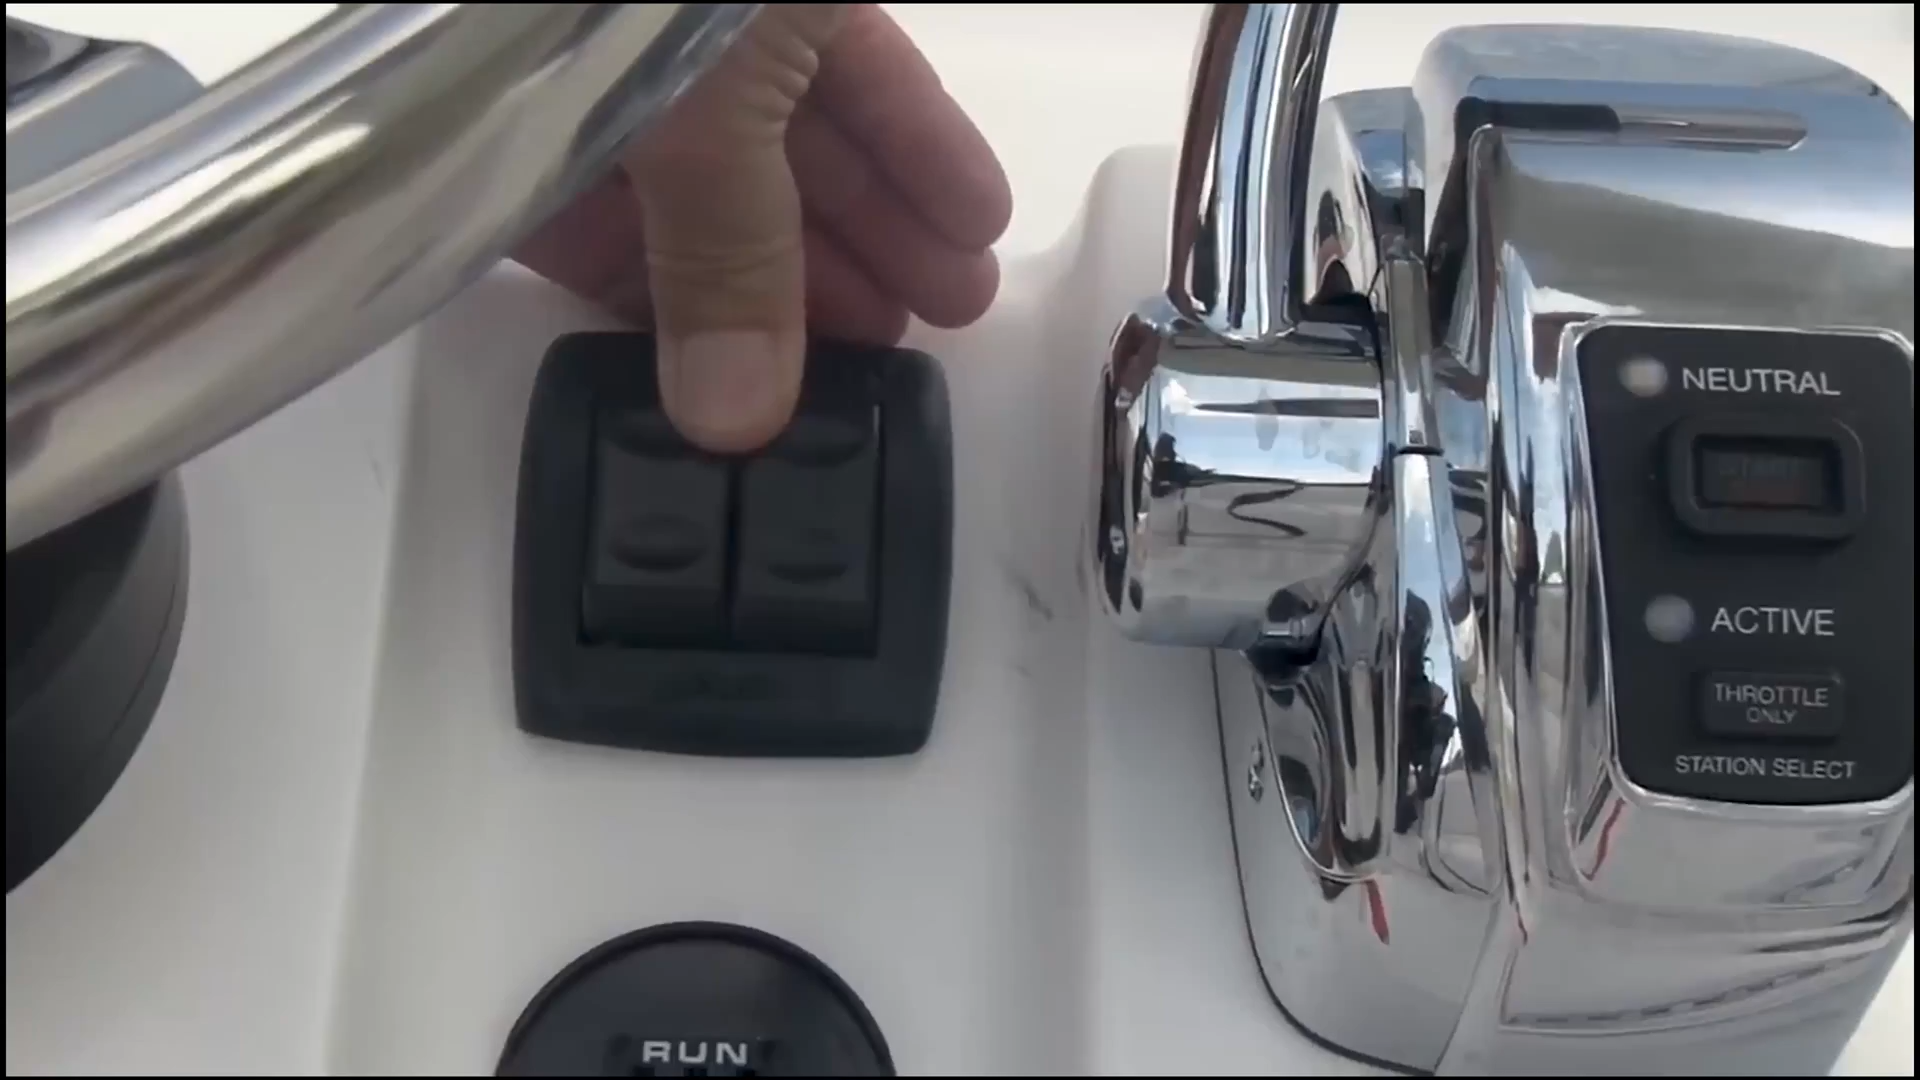 NEUTRAL
ACTIVE
THROTTLE
ONLY
STATION SELECT
RUN